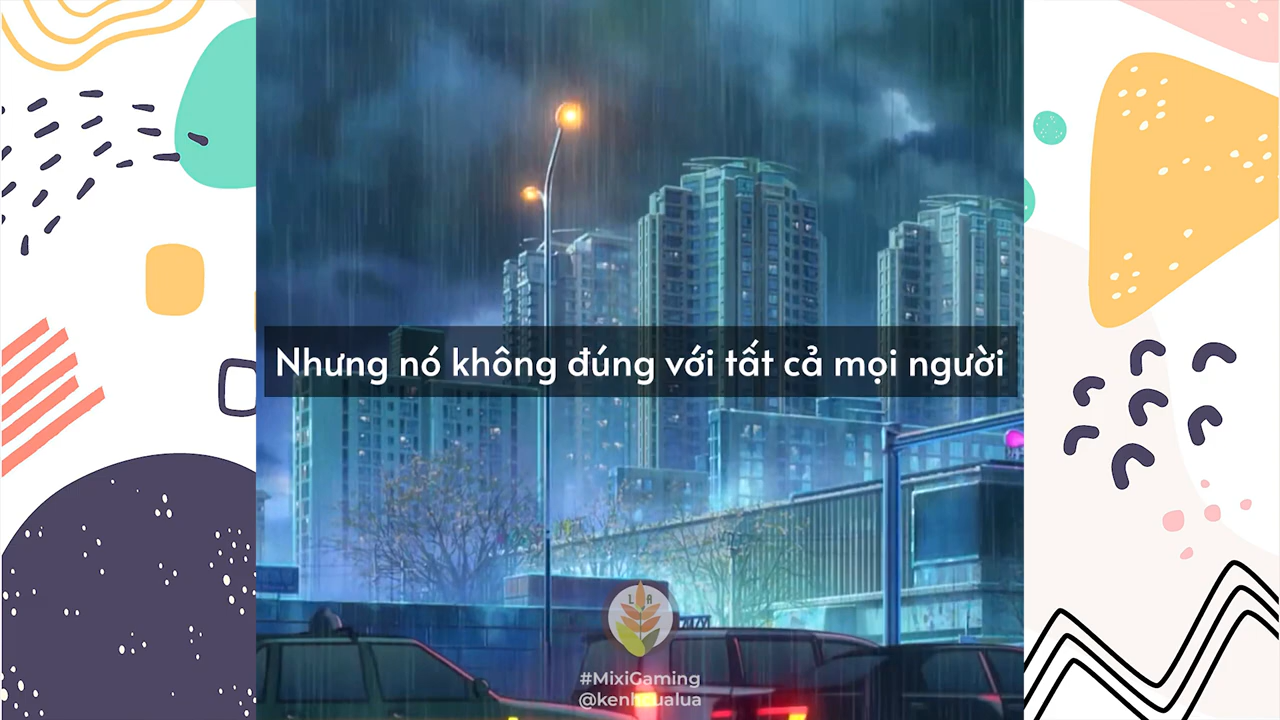 Nhưng nó không đúng với tất cả mọi người
L A
#MixiGaming